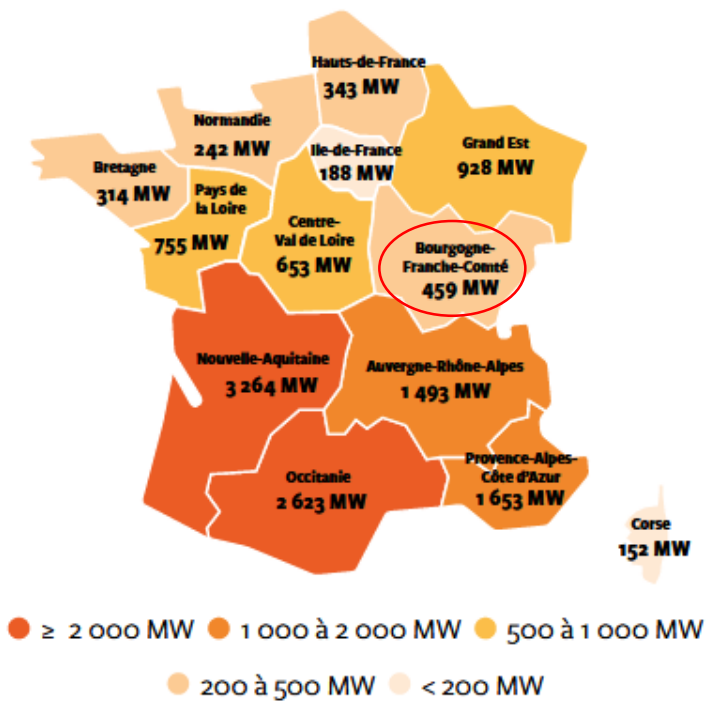 Hauts-de-France
343 MW
Normandie
242 MW
Ile-de-France
188 MW
Grand Est
928 MW
Bretagne
314 MW
Pays de
la Loire
755 MW
Centre-
Val de Loire
653 MW
Bourgogne-
Franche-Comté
459 MW
Nouvelle-Aquitaine
3 264 MW
Auvergne-Rhône-Alpes
1 493 MW
Occitanie
2 623 MW
Provence-Alpes-
Côte d'Azur
1 653 MW
Corse
152 MW
≥ 2 000 MW
1 000 à 2 000 MW
500 à 1 000 MW
200 à 500 MW
< 200 MW